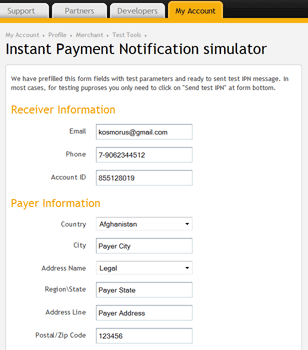 Support
Partners
Developers
My Account
My Account › Profile › Merchant › Test Tools ›
Instant Payment Notification simulator
We have prefilled this form fields with test parameters and ready to sent test IPN message. In
most cases, for testing puproses you only need to click on "Send test IPN" at form bottom.
Receiver Information
Email kosmorus@gmail.com
Phone 7-9062344512
Account ID 855128019
Payer Information
Country Afghanistan
City Payer City
Address Name Legal
Region\State Payer State
Address Line Payer Address
Postal/Zip Code 123456